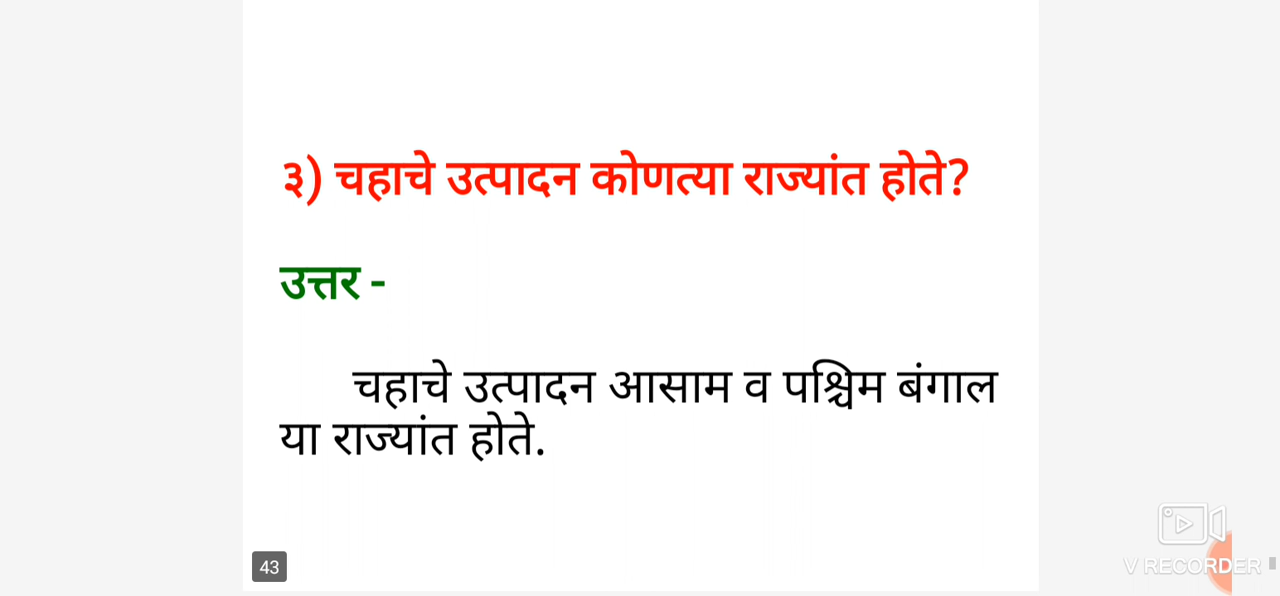 ३) चहाचे उत्पादन कोणत्या राज्यांत होते?
उत्तर -
चहाचे उत्पादन आसाम व पश्चिम बंगाल
या राज्यांत होते.
43
V RECORDER